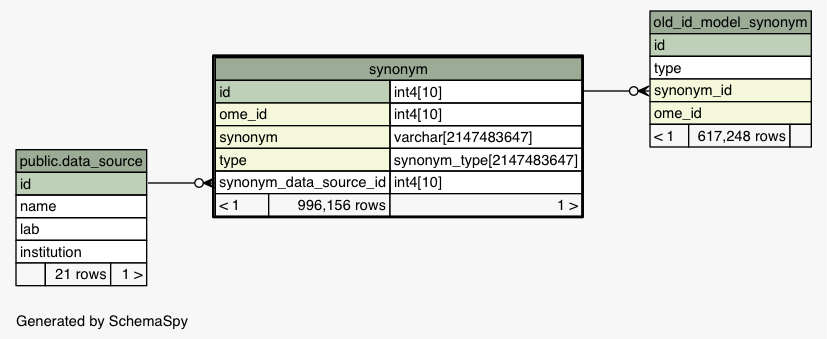 old_id_model_synonym
id
type
synonym_id
ome_id
< 1 617,248 rows
synonym
id int4[10]
ome_id int4[10]
synonym varchar[2147483647]
type synonym_type[2147483647]
synonym_data_source_id int4[10]
< 1 996,156 rows 1 >
public.data_source
id
name
lab
institution
21 rows 1 >
Generated by SchemaSpy